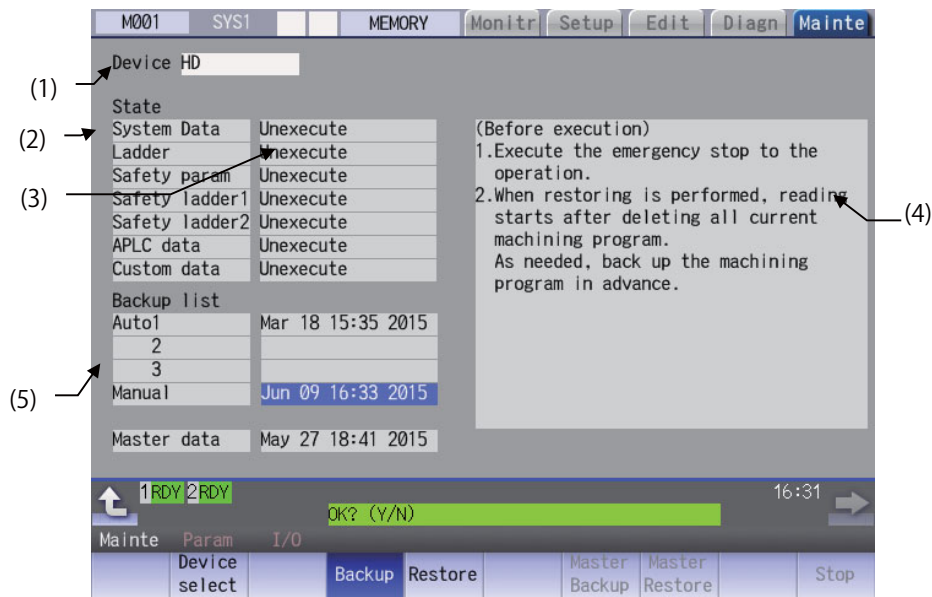 M001 SYS1 MEMORY Monitr Setup Edit Diagn Mainte
(1) Device HD
State
(2) System Data Unexecute
Ladder Unexecute
Safety param Unexecute
(3) Safety ladder1 Unexecute
Safety ladder2 Unexecute
APLC data Unexecute
Custom data Unexecute
(Before execution)
1.Execute the emergency stop to the
operation.
2.When restoring is performed, reading
starts after deleting all current
machining program.
As needed, back up the machining
program in advance.
(4)
Backup list
Auto1 Mar 18 15:35 2015
2
3
(5) Manual Jun 09 16:33 2015
Master data May 27 18:41 2015
1RDY 2RDY 16:31
OK? (Y/N)
Mainte Param I/O
Device select Backup Restore Master Backup Master Restore Stop